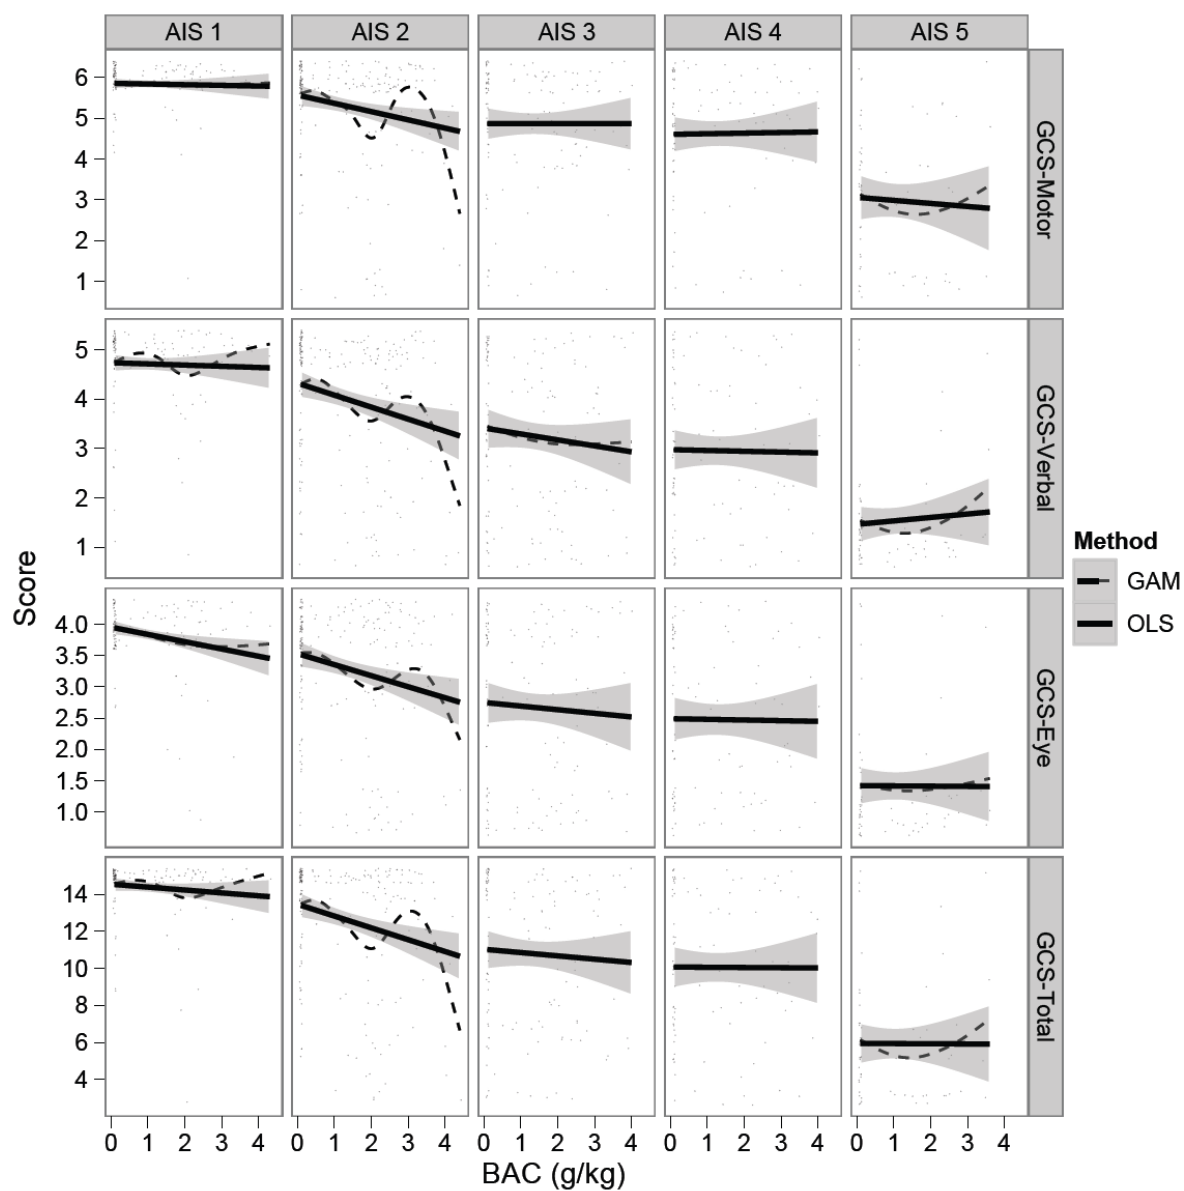 AIS 1 AIS 2 AIS 3 AIS 4 AIS 5
6
5
4
3
2
1
GCS-Motor
5
4
3
2
1
GCS-Verbal
Score
Method
GAM
OLS
4.0
3.5
3.0
2.5
2.0
1.5
1.0
GCS-Eye
14
12
10
8
6
4
GCS-Total
0 1 2 3 4 0 1 2 3 4 0 1 2 3 4 0 1 2 3 4 0 1 2 3 4
BAC (g/kg)